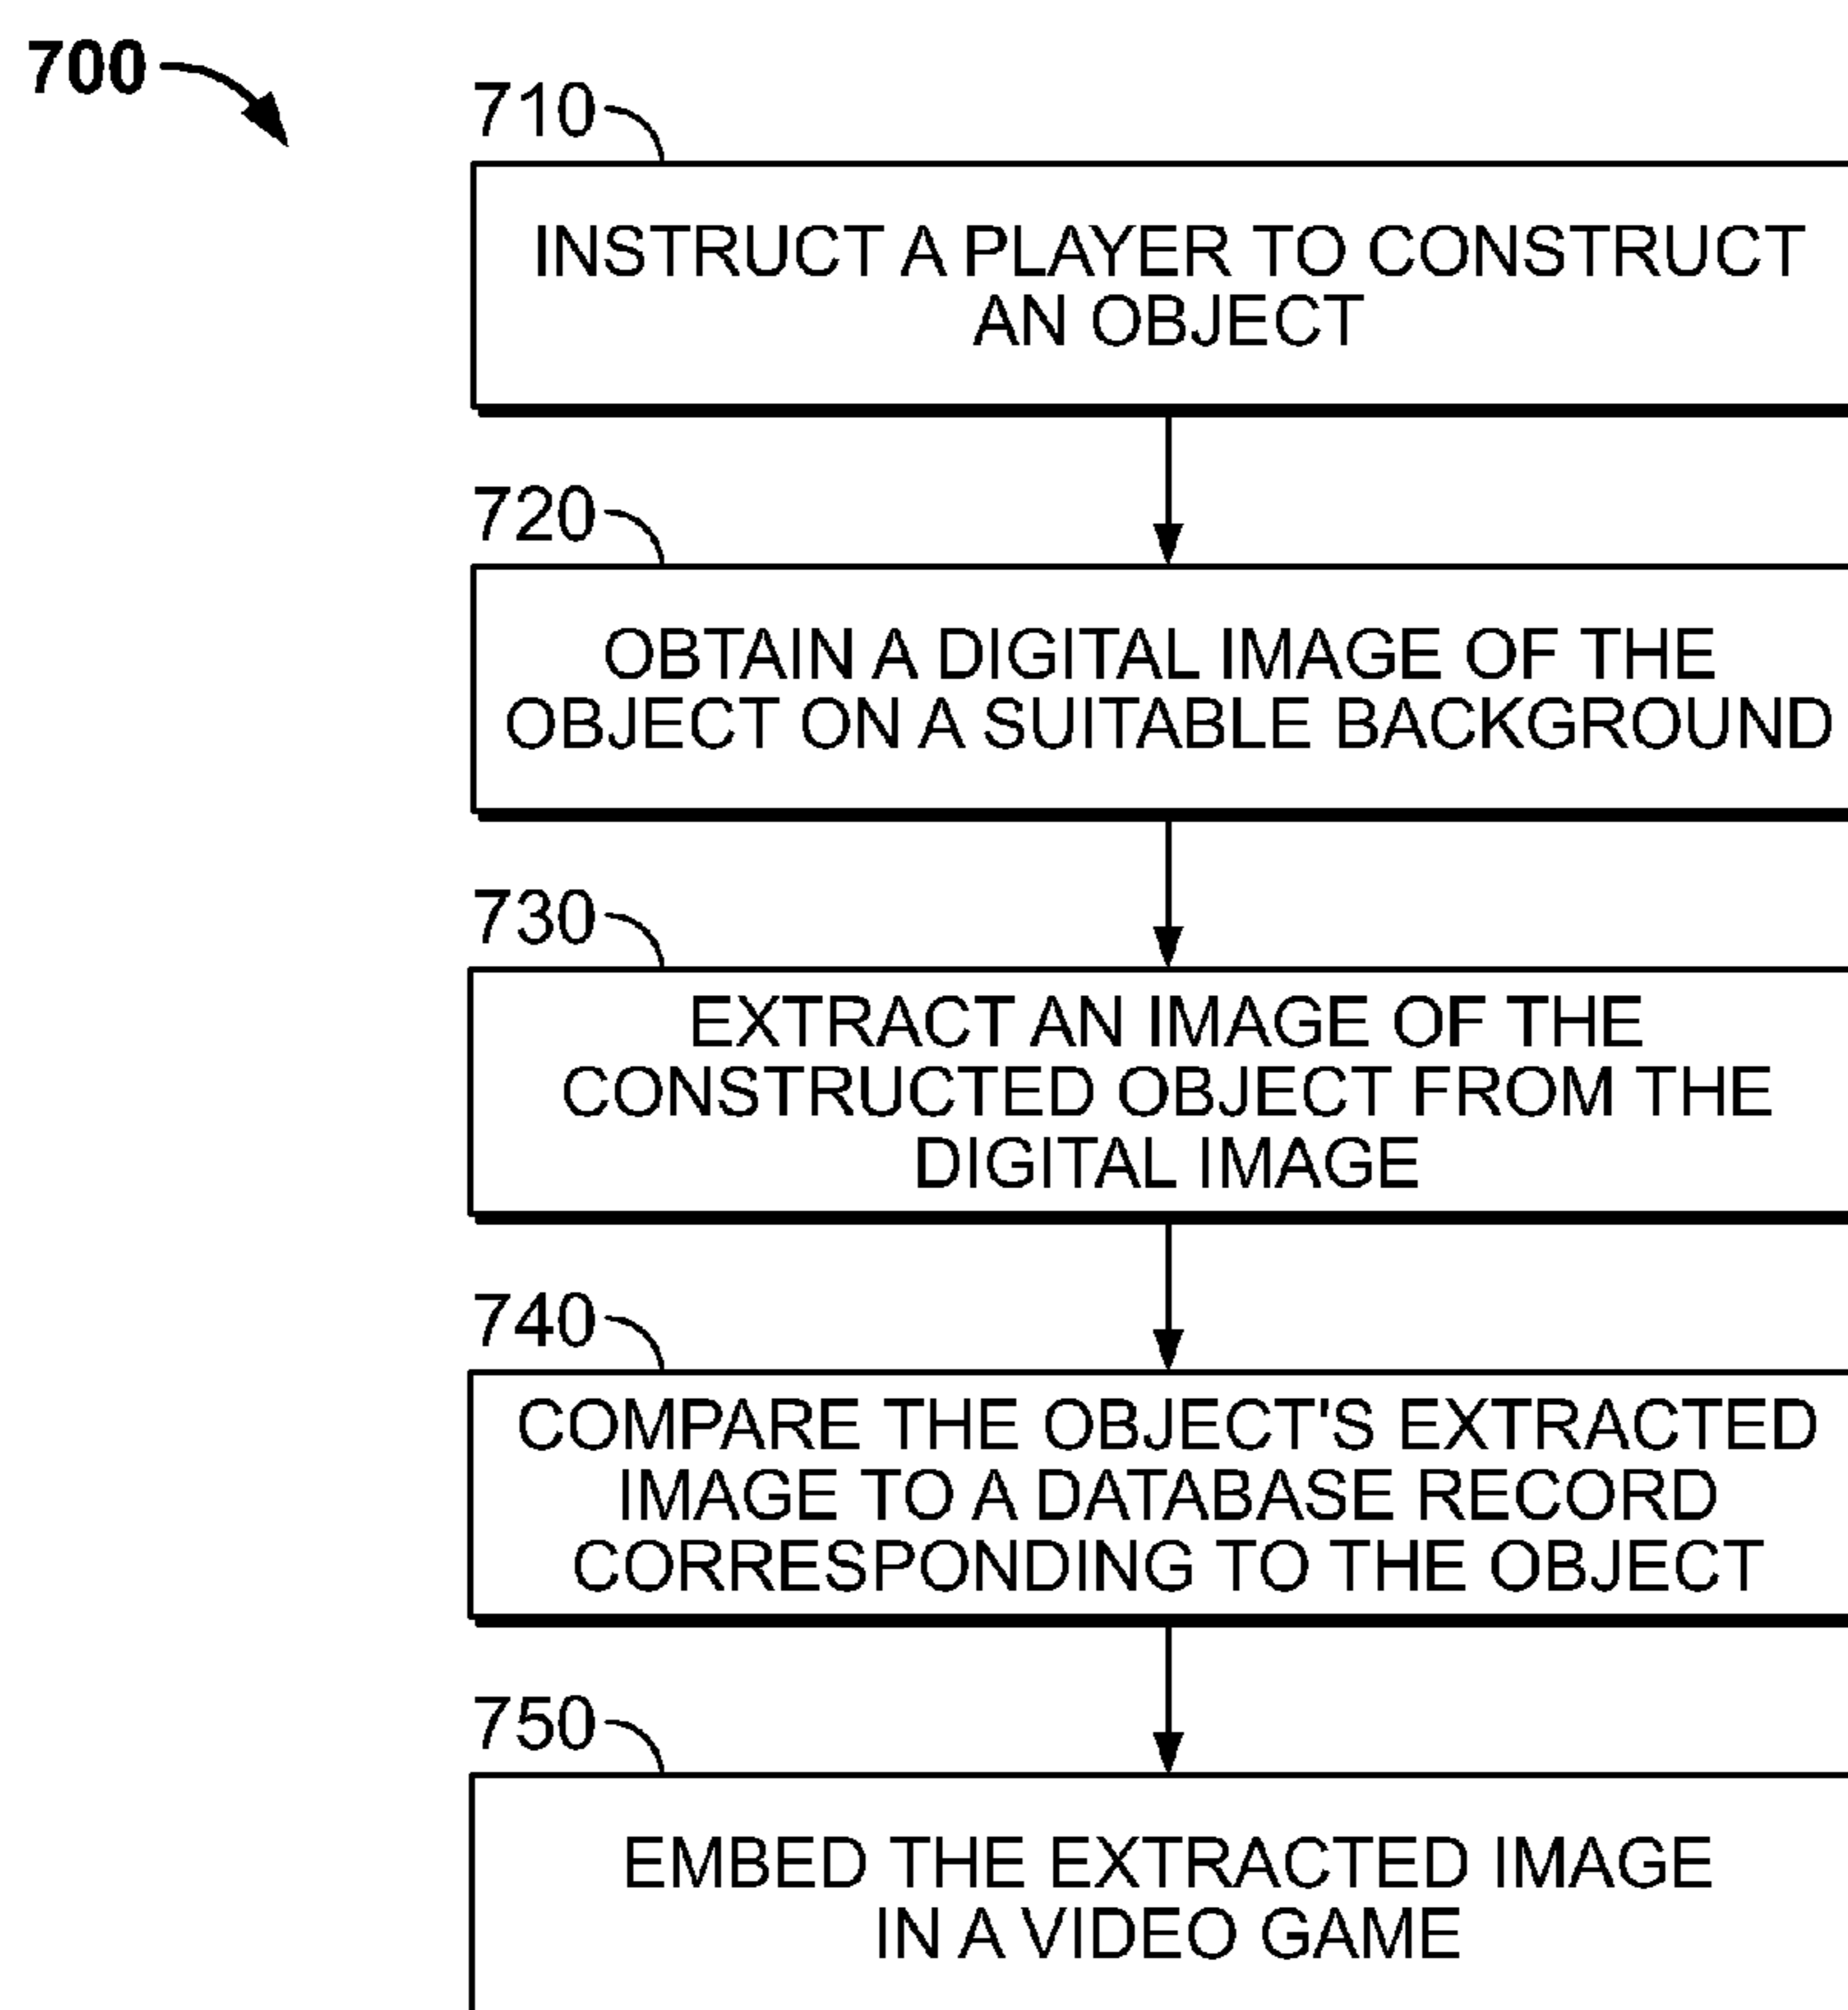 700
710
INSTRUCT A PLAYER TO CONSTRUCT
AN OBJECT
720
OBTAIN A DIGITAL IMAGE OF THE
OBJECT ON A SUITABLE BACKGROUND
730
EXTRACT AN IMAGE OF THE
CONSTRUCTED OBJECT FROM THE
DIGITAL IMAGE
740
COMPARE THE OBJECT'S EXTRACTED
IMAGE TO A DATABASE RECORD
CORRESPONDING TO THE OBJECT
750
EMBED THE EXTRACTED IMAGE
IN A VIDEO GAME